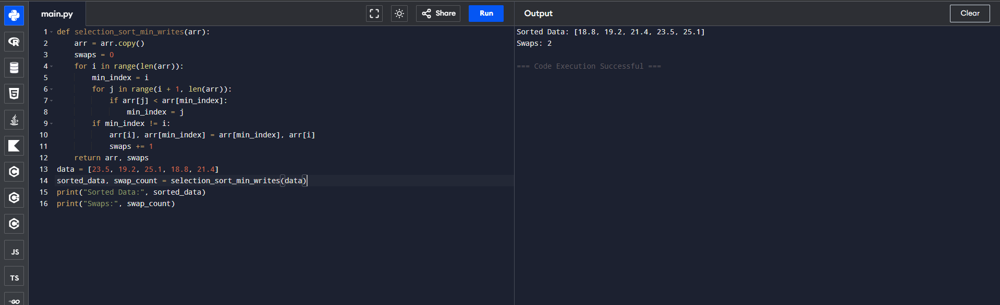 main.py
Share
Run
Output
Clear
1 def selection_sort_min_writes(arr):
2     arr = arr.copy()
3     swaps = 0
4     for i in range(len(arr)):
5         min_index = i
6         for j in range(i + 1, len(arr)):
7             if arr[j] < arr[min_index]:
8                 min_index = j
9         if min_index != i:
10             arr[i], arr[min_index] = arr[min_index], arr[i]
11             swaps += 1
12     return arr, swaps
13 data = [23.5, 19.2, 25.1, 18.8, 21.4]
14 sorted_data, swap_count = selection_sort_min_writes(data)
15 print("Sorted Data:", sorted_data)
16 print("Swaps:", swap_count)
Sorted Data: [18.8, 19.2, 21.4, 23.5, 25.1]
Swaps: 2
=== Code Execution Successful ===
R
5
C
C
C
JS
TS
GO